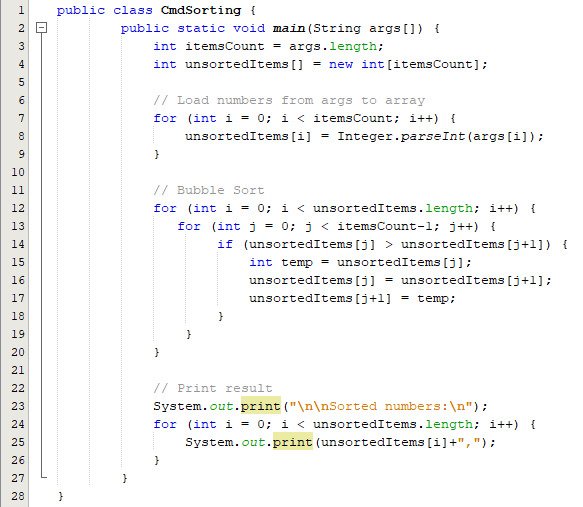 1 public class CmdSorting {
2 public static void main(String args[]) {
3 int itemsCount = args.length;
4 int unsortedItems[] = new int[itemsCount];
5
6 // Load numbers from args to array
7 for (int i = 0; i < itemsCount; i++) {
8 unsortedItems[i] = Integer.parseInt(args[i]);
9 }
10
11 // Bubble Sort
12 for (int i = 0; i < unsortedItems.length; i++) {
13 for (int j = 0; j < itemsCount-1; j++) {
14 if (unsortedItems[j] > unsortedItems[j+1]) {
15 int temp = unsortedItems[j];
16 unsortedItems[j] = unsortedItems[j+1];
17 unsortedItems[j+1] = temp;
18 }
19 }
20 }
21
22 // Print result
23 System.out.print("\n\nSorted numbers:\n");
24 for (int i = 0; i < unsortedItems.length; i++) {
25 System.out.print(unsortedItems[i]+",");
26 }
27 }
28 }